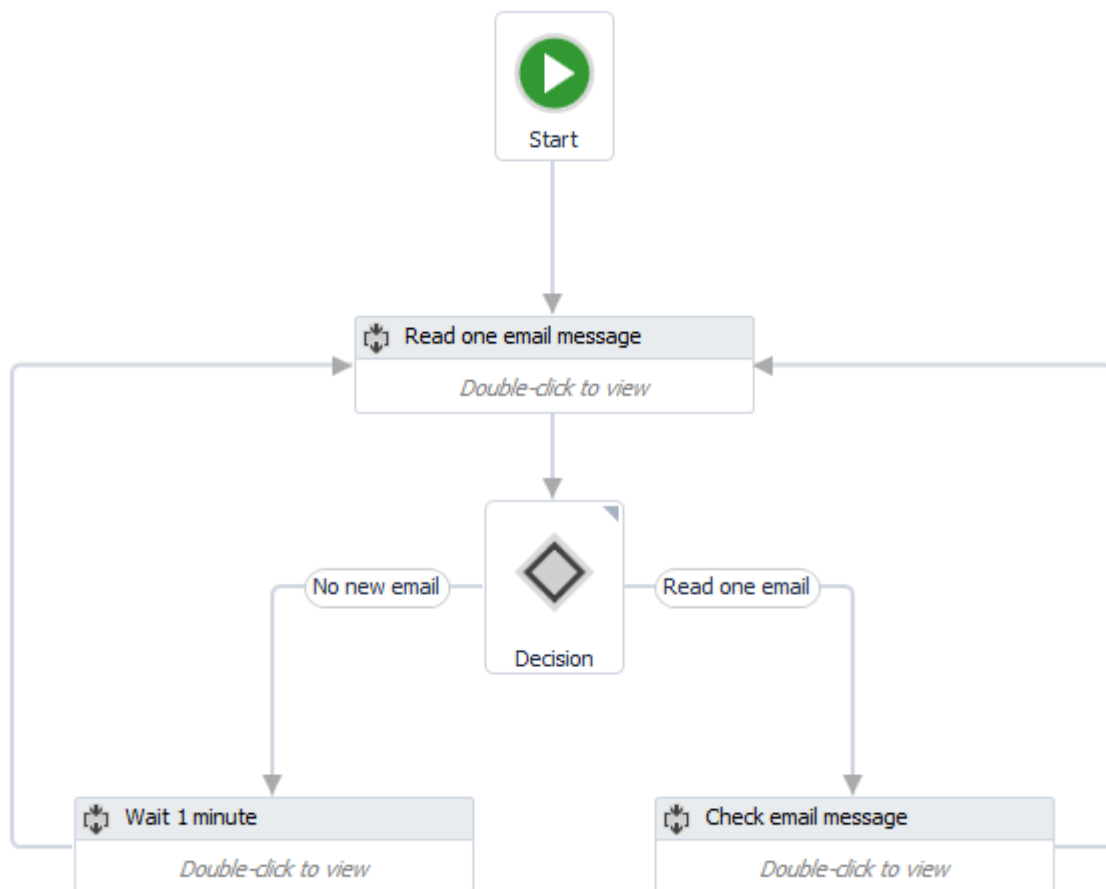 Start
Read one email message
Double-click to view
No new email
Read one email
Decision
Wait 1 minute
Check email message
Double-click to view
Double-click to view